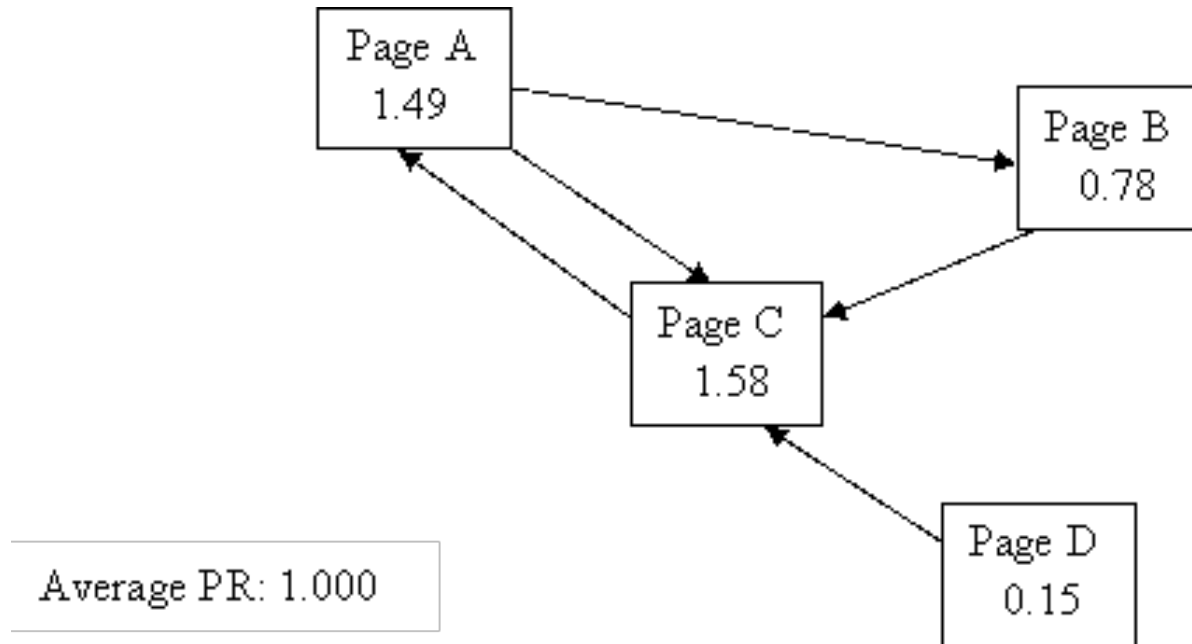 Page A
1.49
Page B
0.78
Page C
1.58
Page D
0.15
Average PR: 1.000